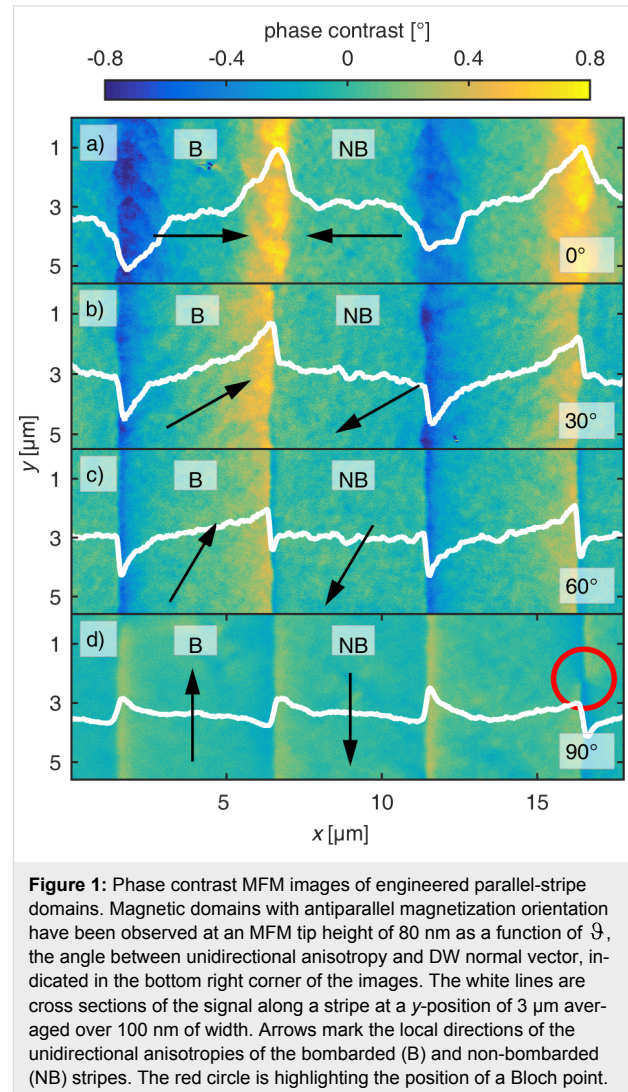 phase contrast [°]
-0.8 -0.4 0 0.4 0.8
a) B NB
1
3
5
0°
b) B NB
1
3
5
30°
y [µm]
c) B NB
1
3
5
60°
d) B NB
1
3
5
90°
5 10 15
x [µm]
Figure 1: Phase contrast MFM images of engineered parallel-stripe
domains. Magnetic domains with antiparallel magnetization orientation
have been observed at an MFM tip height of 80 nm as a function of ϑ,
the angle between unidirectional anisotropy and DW normal vector, in-
dicated in the bottom right corner of the images. The white lines are
cross sections of the signal along a stripe at a y-position of 3 µm aver-
aged over 100 nm of width. Arrows mark the local directions of the
unidirectional anisotropies of the bombarded (B) and non-bombarded
(NB) stripes. The red circle is highlighting the position of a Bloch point.